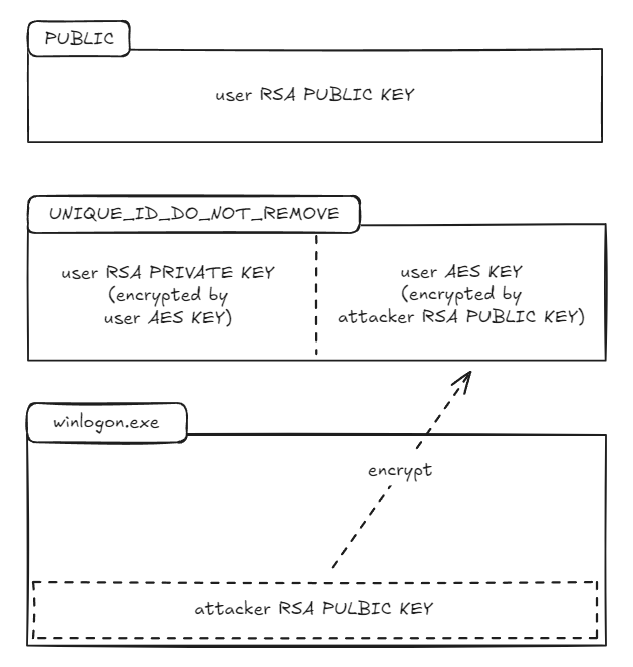 PUBLIC
user RSA PUBLIC KEY
UNIQUE_ID_DO_NOT_REMOVE
user RSA PRIVATE KEY
(encrypted by
user AES KEY)
user AES KEY
(encrypted by
attacker RSA PUBLIC KEY)
winlogon.exe
encrypt
attacker RSA PULBIC KEY